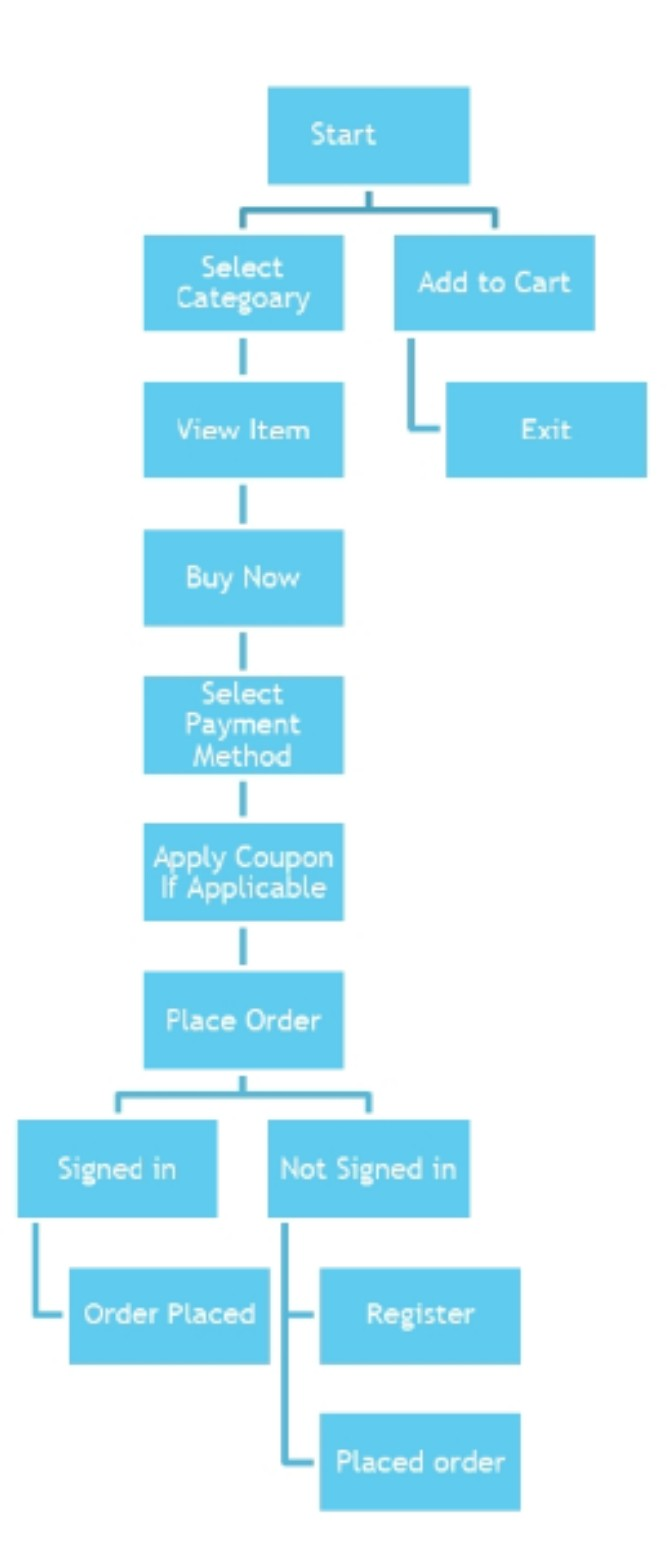 Start
Select
Categoary
Add to Cart
View Item
Exit
Buy Now
Select
Payment
Method
Apply Coupon
If Applicable
Place Order
Signed in
Not Signed in
Order Placed
Register
Placed order